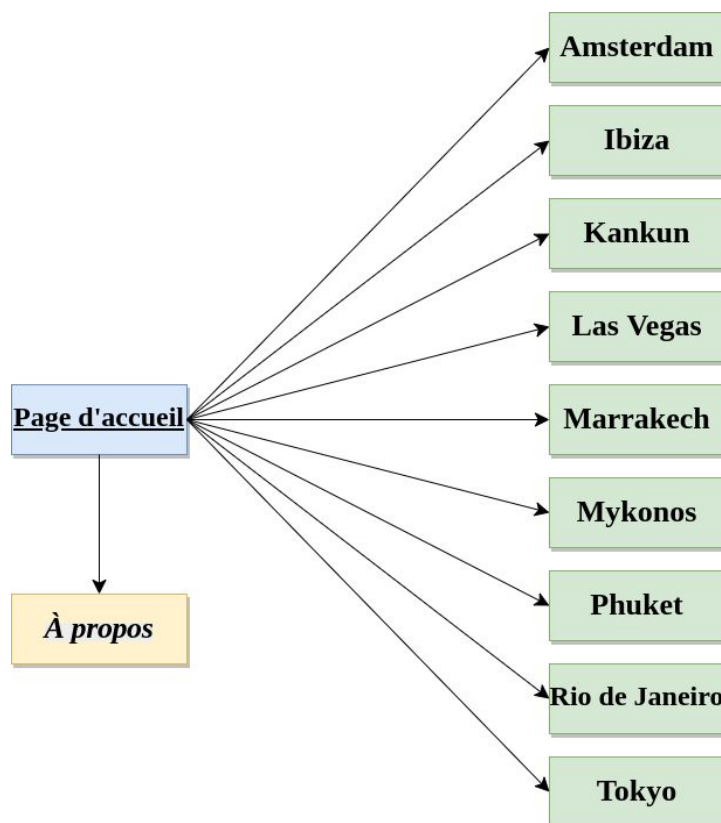 Amsterdam
Ibiza
Kankun
Las Vegas
Page d'accueil
Marrakech
Mykonos
Phuket
À propos
Rio de Janeiro
Tokyo